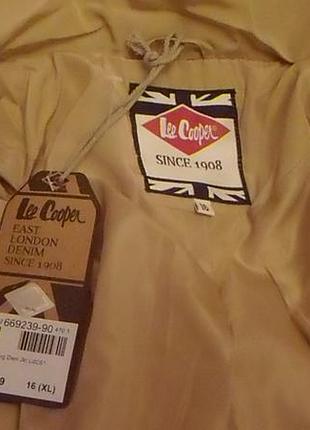 Lee Cooper
SINCE 1908
16
Lee Cooper
EAST
LONDON
DENIM
SINCE 1908
669239-90
16 (XL)